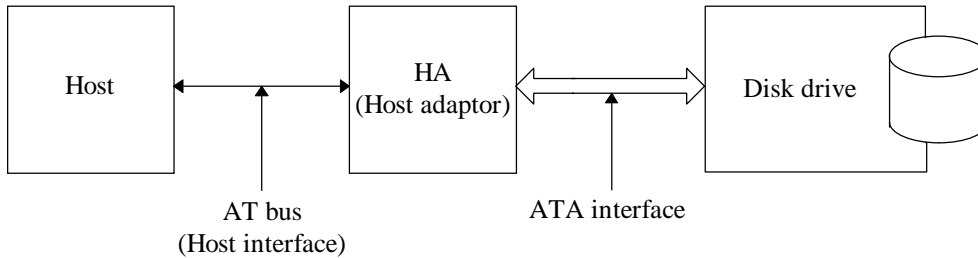 Host
HA
(Host adaptor)
Disk drive
AT bus
(Host interface)
ATA interface